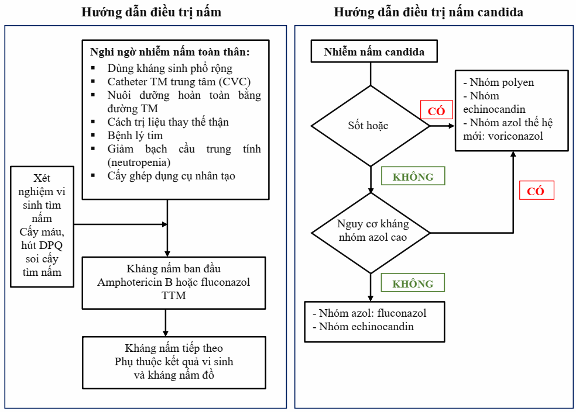 Hướng dẫn điều trị nấm
Nghi ngờ nhiễm nấm toàn thân:
▪ Dùng kháng sinh phổ rộng
▪ Catheter TM trung tâm (CVC)
▪ Nuôi dưỡng hoàn toàn bằng
đường TM
▪ Cách trị liệu thay thế thận
▪ Bệnh lý tim
▪ Giảm bạch cầu trung tính
(neutropenia)
▪ Cấy ghép dụng cụ nhân tạo
Xét
nghiệm vi
sinh tìm
nấm
Cấy máu,
hút DPQ
soi cấy
tìm nấm
Kháng nấm ban đầu
Amphotericin B hoặc fluconazol
TTM
Kháng nấm tiếp theo
Phụ thuộc kết quả vi sinh
và kháng nấm đồ
Hướng dẫn điều trị nấm candida
Nhiễm nấm candida
Sốt hoặc
CÓ
- Nhóm polyen
- Nhóm
echinocandin
- Nhóm azol thế hệ
mới: voriconazol
KHÔNG
CÓ
Nguy cơ kháng
nhóm azol cao
KHÔNG
- Nhóm azol: fluconazol
- Nhóm echinocandin